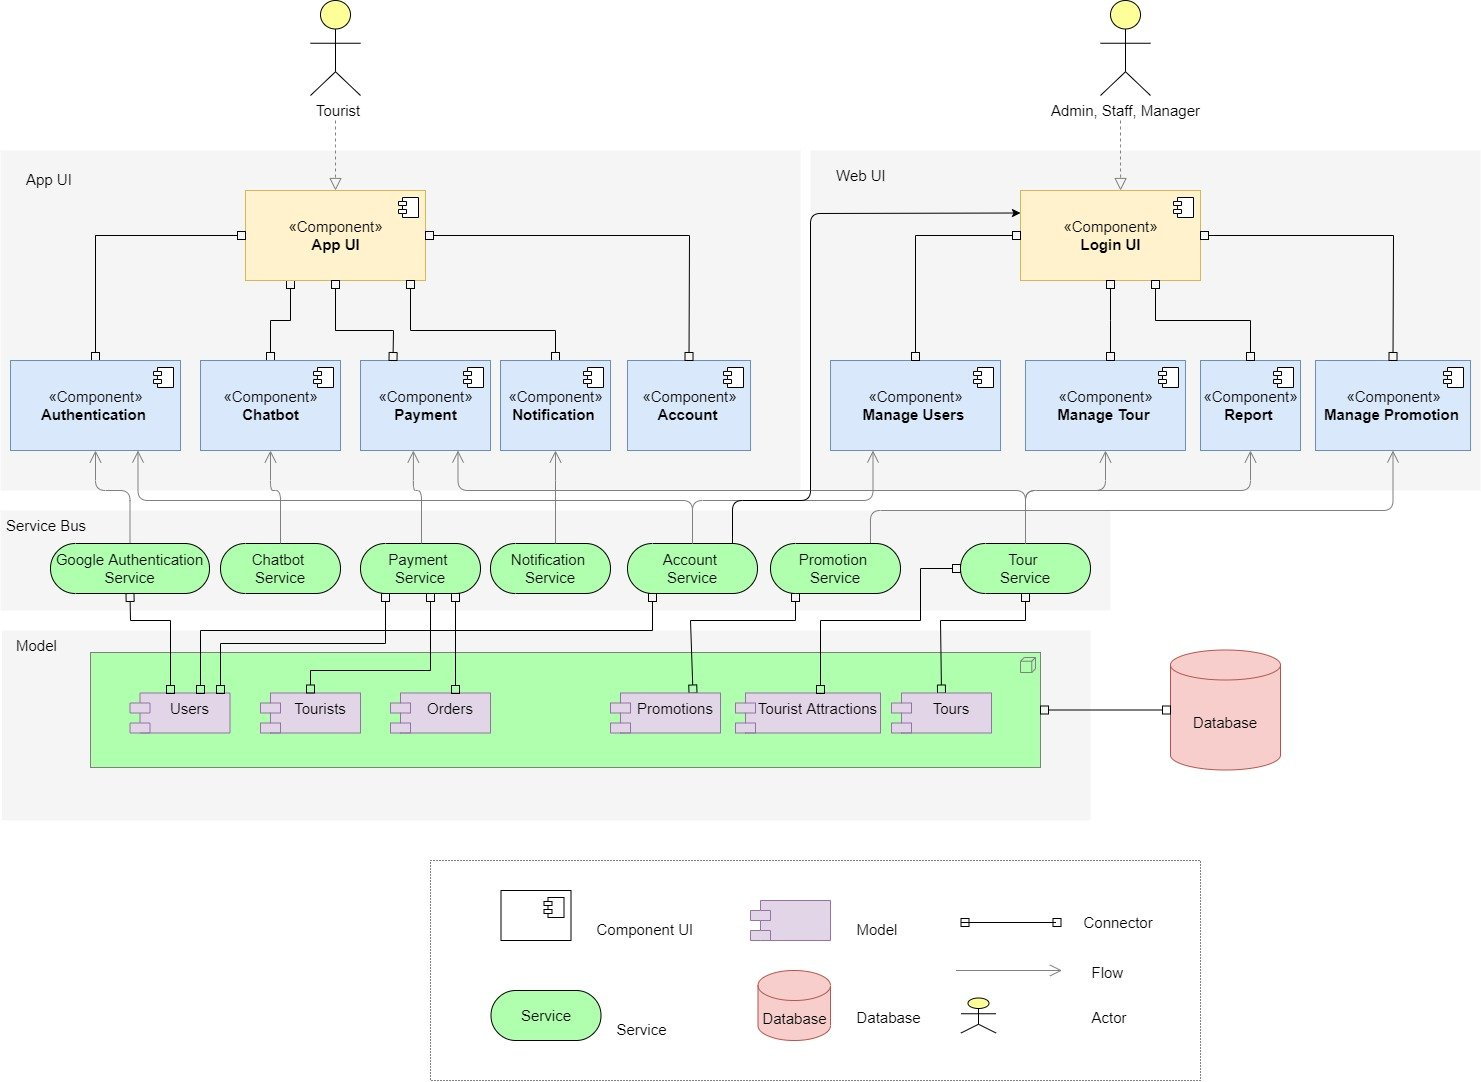 Tourist
Admin, Staff, Manager
App UI
Web UI
«Component»
App UI
«Component»
Login UI
«Component»
Authentication
«Component»
Chatbot
«Component»
Payment
«Component»
Notification
«Component»
Account
«Component»
Manage Users
«Component»
Manage Tour
«Component»
Report
«Component»
Manage Promotion
Service Bus
Google Authentication
Service
Chatbot
Service
Payment
Service
Notification
Service
Account
Service
Promotion
Service
Tour
Service
Model
Users
Tourists
Orders
Promotions
Tourist Attractions
Tours
Database
Component UI
Model
Connector
Flow
Service
Service
Database
Database
Actor